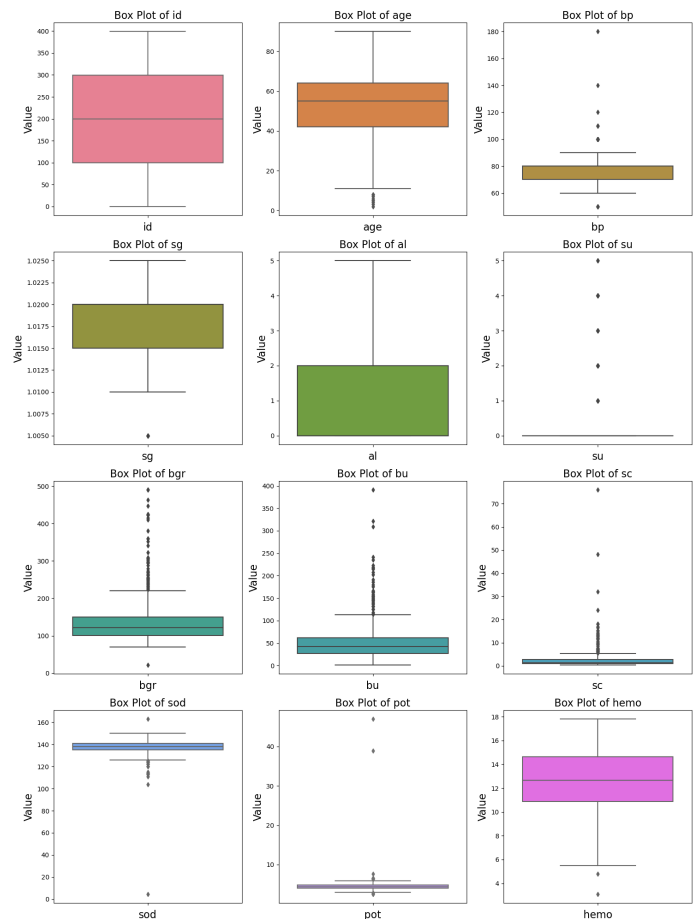 Box Plot of id
400
350
300
250
200
150
100
50
0
Value
id
Box Plot of age
80
60
40
20
0
Value
age
Box Plot of bp
180
160
140
120
100
80
60
Value
bp
Box Plot of sg
1.0250
1.0225
1.0200
1.0175
1.0150
1.0125
1.0100
1.0075
1.0050
Value
sg
Box Plot of al
5
4
3
2
1
0
Value
al
Box Plot of su
5
4
3
2
1
0
Value
su
Box Plot of bgr
500
400
300
200
100
0
Value
bgr
Box Plot of bu
400
350
300
250
200
150
100
50
0
Value
bu
Box Plot of sc
70
60
50
40
30
20
10
0
Value
sc
Box Plot of sod
160
140
120
100
80
60
40
20
0
Value
sod
Box Plot of pot
40
30
20
10
Value
pot
Box Plot of hemo
18
16
14
12
10
8
6
4
Value
hemo